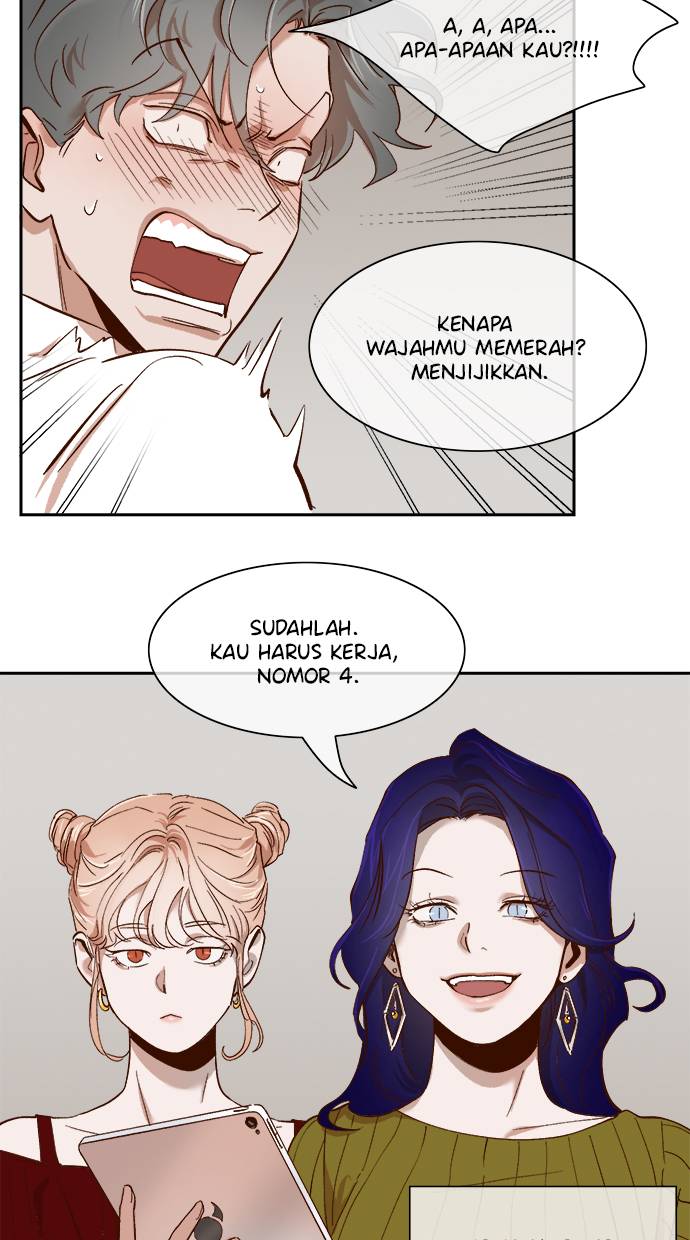 A, A, APA...
APA-APAAN KAU?!!!!
KENAPA
WAJAHMU MEMERAH?
MENJIJIKKAN.
SUDAHLAH.
KAU HARUS KERJA,
NOMOR 4.